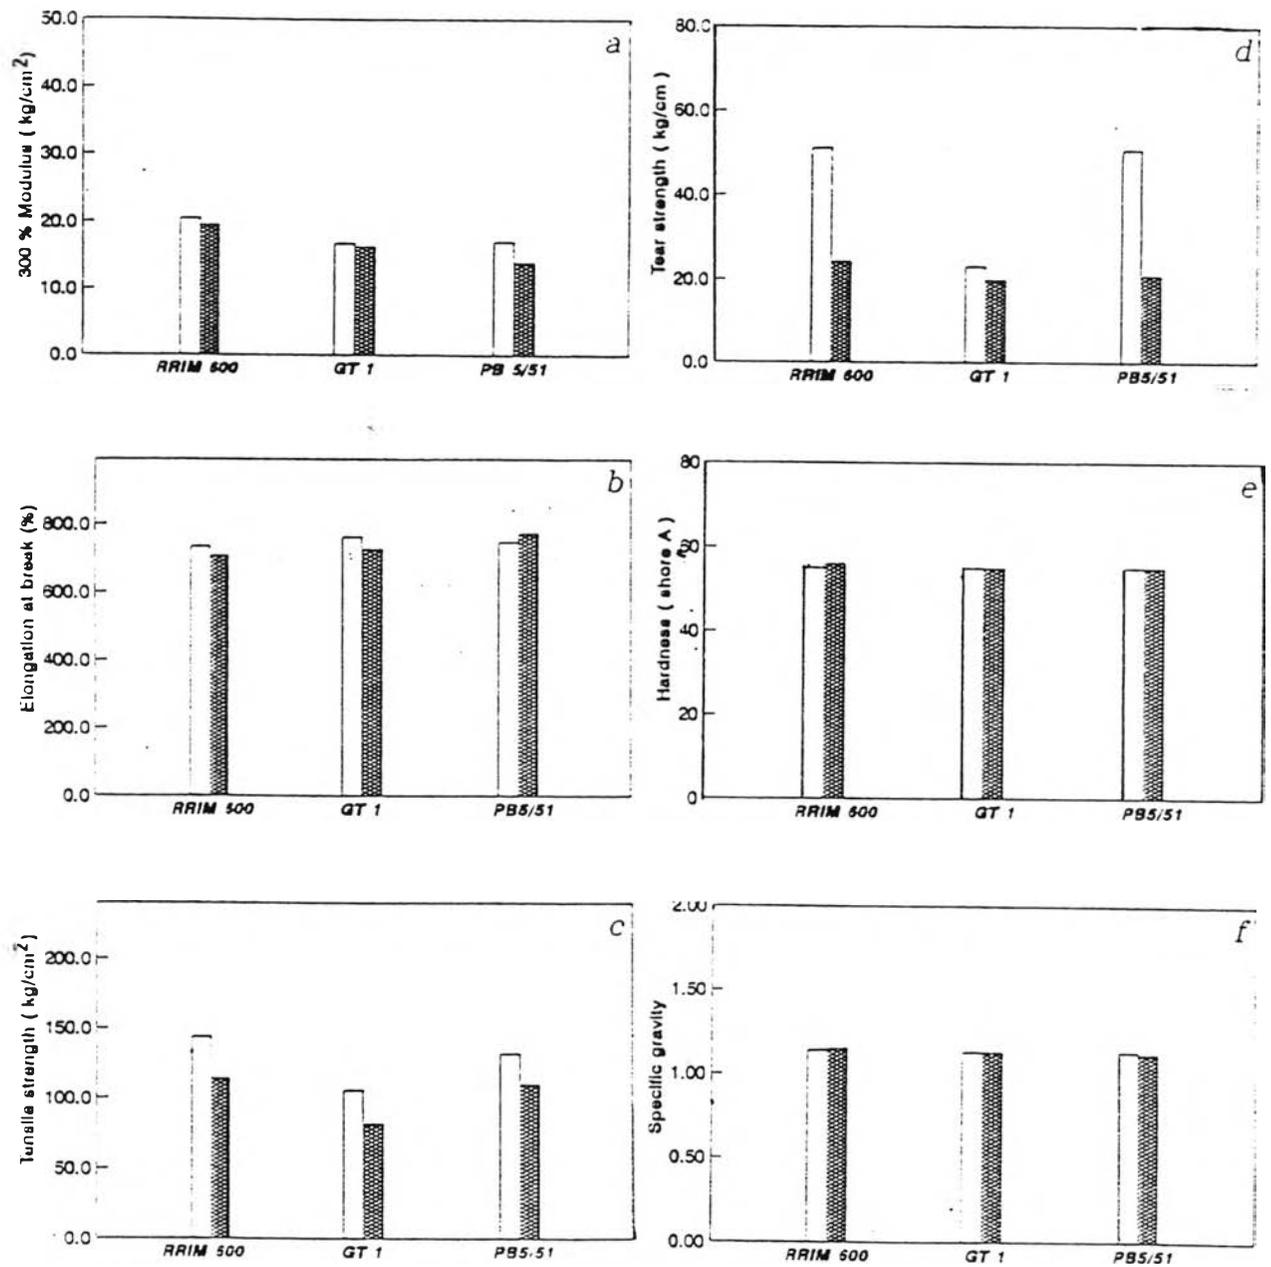 a
50.0
40.0
30.0
20.0
10.0
0.0
300 % Modulus ( kg/cm2)
RRIM 600 GT 1 PB 5/51
d
80.0
60.0
40.0
20.0
0.0
Tear strength ( kg/cm )
RRIM 600 GT 1 PB5/51
b
800.0
600.0
400.0
200.0
0.0
Elongation at break (%)
RRIM 600 GT 1 PB5/51
e
80
60
40
20
0
Hardness ( shore A )
RRIM 600 GT 1 PB5/51
c
200.0
150.0
100.0
50.0
0.0
Tensile strength ( kg/cm2)
RRIM 600 GT 1 PB5/51
f
2.00
1.50
1.00
0.50
0.00
Specific gravity
RRIM 600 GT 1 PB5/51